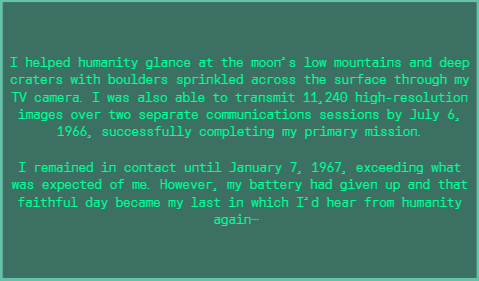 I helped humanity glance at the moon's low mountains and deep
craters with boulders sprinkled across the surface through my
TV camera. I was also able to transmit 11,240 high-resolution
images over two separate communications sessions by July 6,
1966, successfully completing my primary mission.
I remained in contact until January 7, 1967, exceeding what
was expected of me. However, my battery had given up and that
faithful day became my last in which I'd hear from humanity
again…